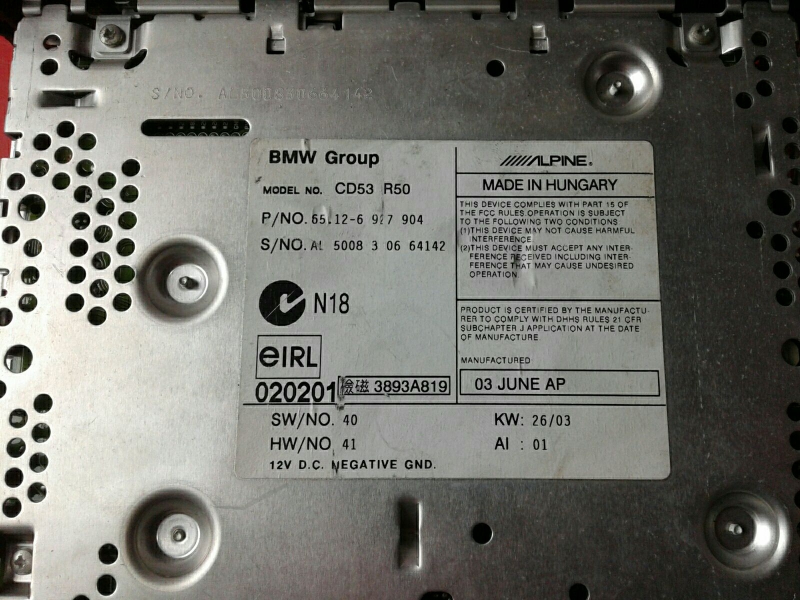 S/NO. AL500830664142
BMW Group
MODEL NO. CD53 R50
P/NO. 65.12-6 927 904
S/NO. AL 5008 3 06 64142
N18
eIRL
020201
檢磁 3893A819
SW/NO. 40
HW/NO 41
12V D.C. NEGATIVE GND.
/////ALPINE®
MADE IN HUNGARY
THIS DEVICE COMPLIES WITH PART 15 OF
THE FCC RULES.OPERATION IS SUBJECT
TO THE FOLLOWING TWO CONDITIONS
(1)THIS DEVICE MAY NOT CAUSE HARMFUL
INTERFERENCE.
(2)THIS DEVICE MUST ACCEPT ANY INTER-
FERENCE RECEIVED INCLUDING INTER-
FERENCE THAT MAY CAUSE UNDESIRED
OPERATION.
PRODUCT IS CERTIFIED BY THE MANUFACTU-
RER TO COMPLY WITH DHHS RULES 21 CFR
SUBCHAPTER J APPLICATION AT THE DATE
OF MANUFACTURE
MANUFACTURED
03 JUNE AP
KW: 26/03
AI : 01